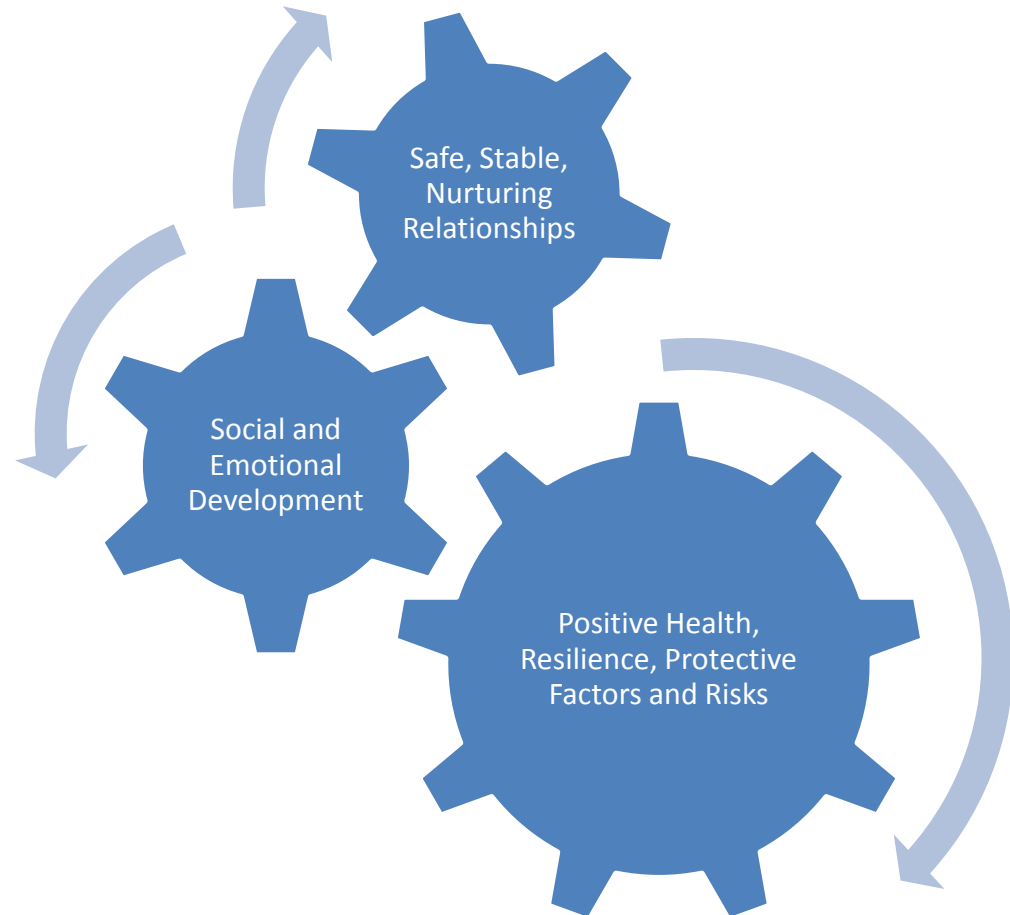 Safe, Stable,
Nurturing
Relationships
Social and
Emotional
Development
Positive Health,
Resilience, Protective
Factors and Risks